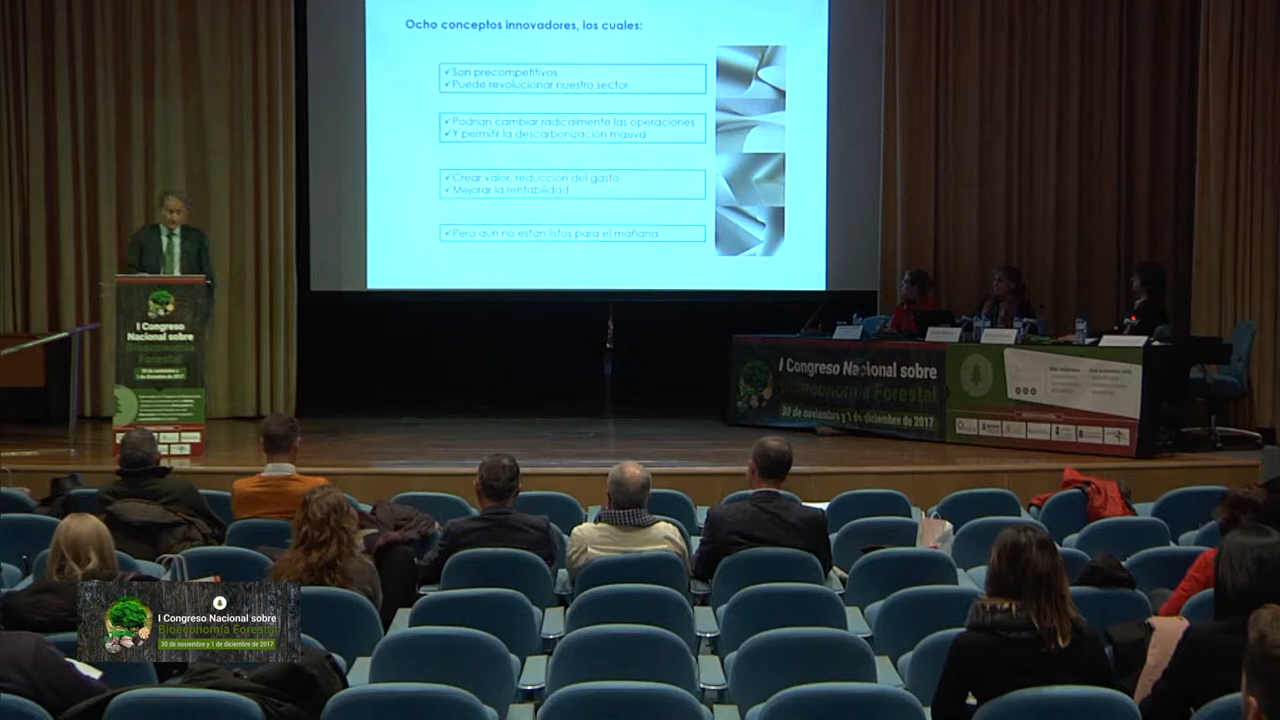 Ocho conceptos innovadores, los cuales:
✓Son precompetitivos
✓Puede revolucionar nuestro sector
✓Podrían cambiar radicalmente las operaciones
✓Y permitir la descarbonización masiva
✓Crear valor, reducción del gasto
✓Mejorar la rentabilidad
✓Pero aún no están listos para el mañana
I Congreso
Nacional sobre
Bioeconomía
Forestal
30 de noviembre y
1 de diciembre de 2017
I Congreso Nacional sobre
Bioeconomía Forestal
30 de noviembre y 1 de diciembre de 2017
I Congreso Nacional sobre
Bioeconomía Forestal
30 de noviembre y 1 de diciembre de 2017